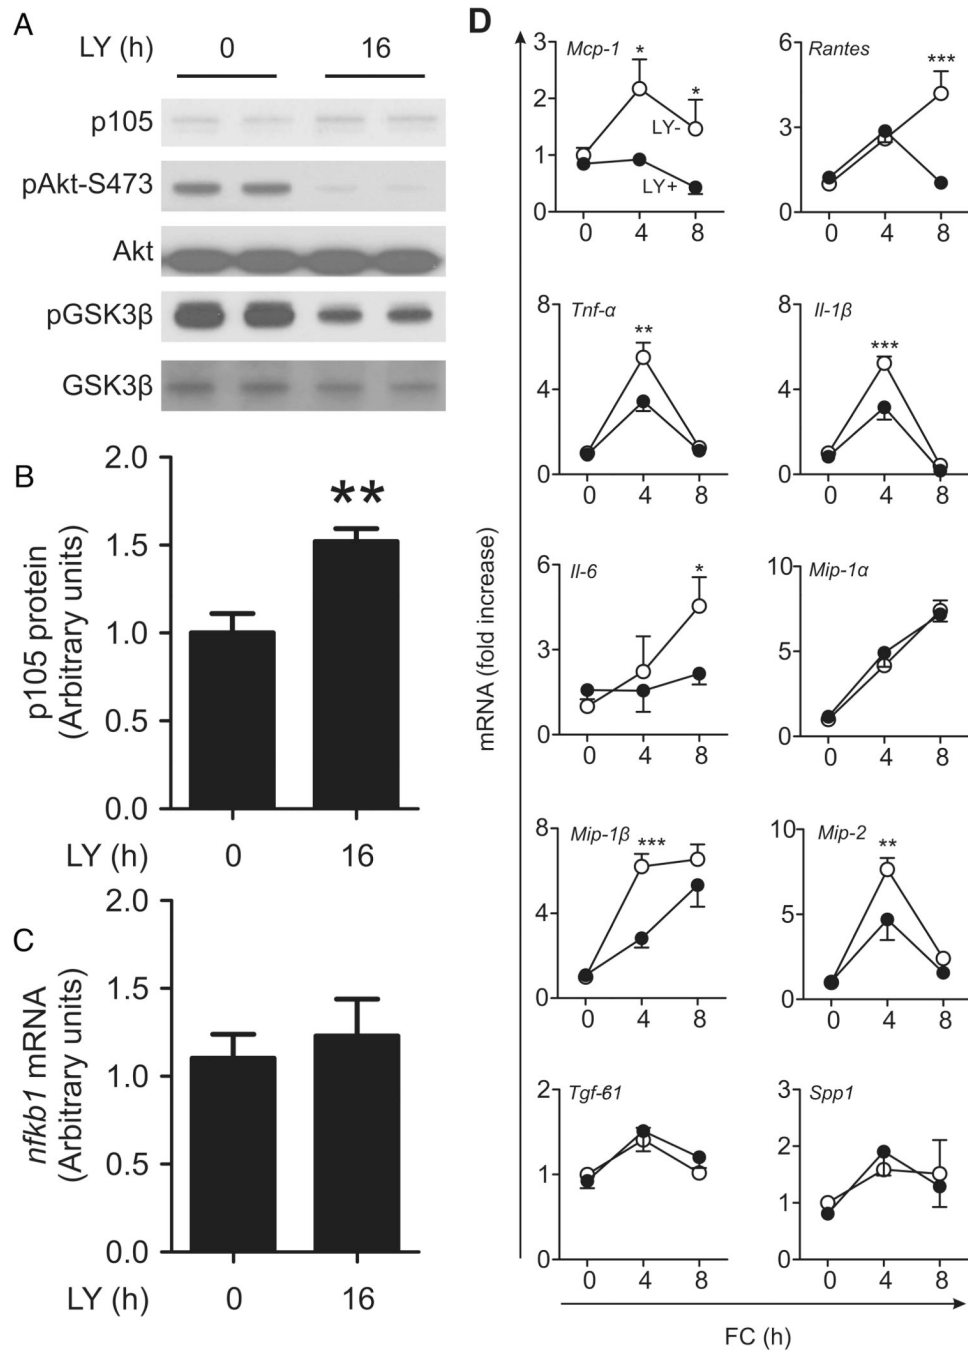 A
LY (h) 0 16
p105
pAkt-S473
Akt
pGSK3β
GSK3β
B
2.0
1.5
1.0
0.5
0.0
p105 protein
(Arbitrary units)
**
LY (h) 0 16
C
2.0
1.5
1.0
0.5
0.0
nfkb1 mRNA
(Arbitrary units)
LY (h) 0 16
D
mRNA (fold increase)
Mcp-1
3
2
1
0
* *
LY-
LY+
0 4 8
Rantes
6
3
0
***
0 4 8
Tnf-α
8
4
0
**
0 4 8
Il-1β
8
4
0
***
0 4 8
Il-6
6
3
0
*
0 4 8
Mip-1α
10
5
0
0 4 8
Mip-1β
8
4
0
***
0 4 8
Mip-2
10
5
0
**
0 4 8
Tgf-ϐ1
2
1
0
0 4 8
Spp1
3
2
1
0
0 4 8
FC (h)